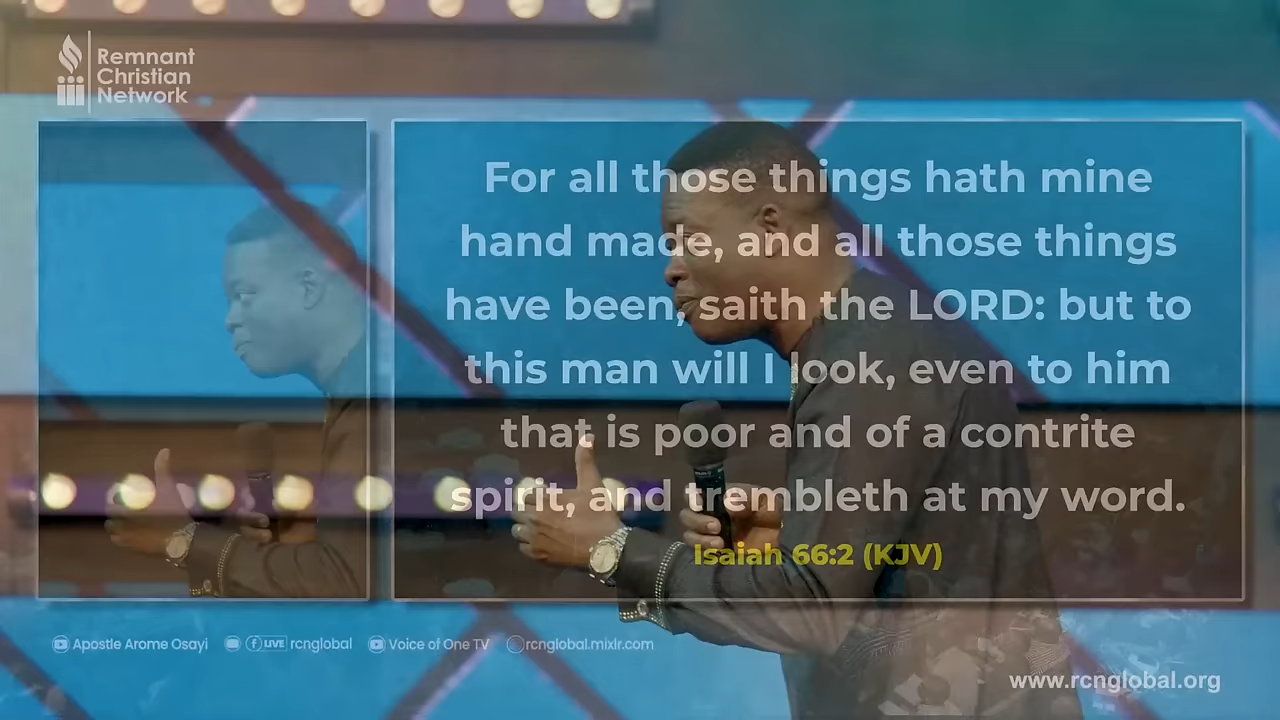 Remnant
Christian
Network
For all those things hath mine
hand made, and all those things
have been, saith the LORD: but to
this man will I look, even to him
that is poor and of a contrite
spirit, and trembleth at my word.
Isaiah 66:2 (KJV)
Apostle Arome Osayi f LIVE rcnglobal Voice of One TV rcnglobal.mixlr.com
www.rcnglobal.org